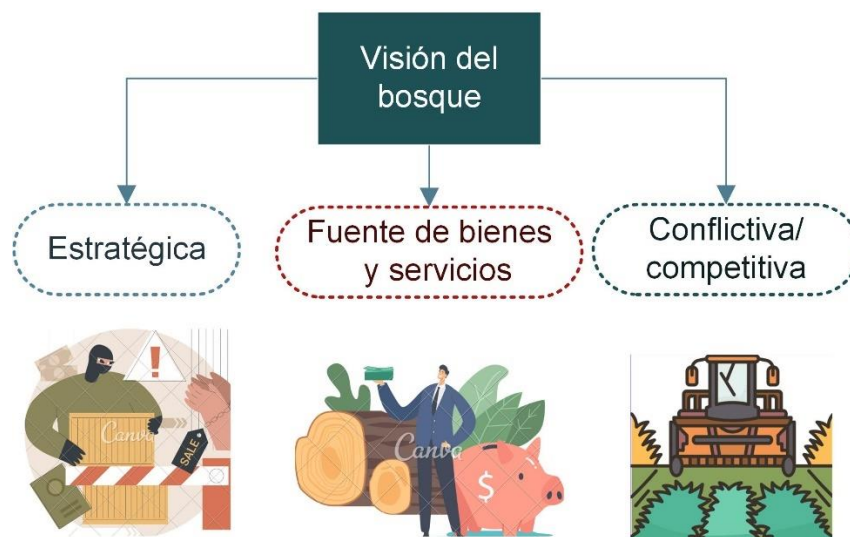 Visión del
bosque
Estratégica
Fuente de bienes
y servicios
Conflictiva/
competitiva
Canva
SALE
Canva
$